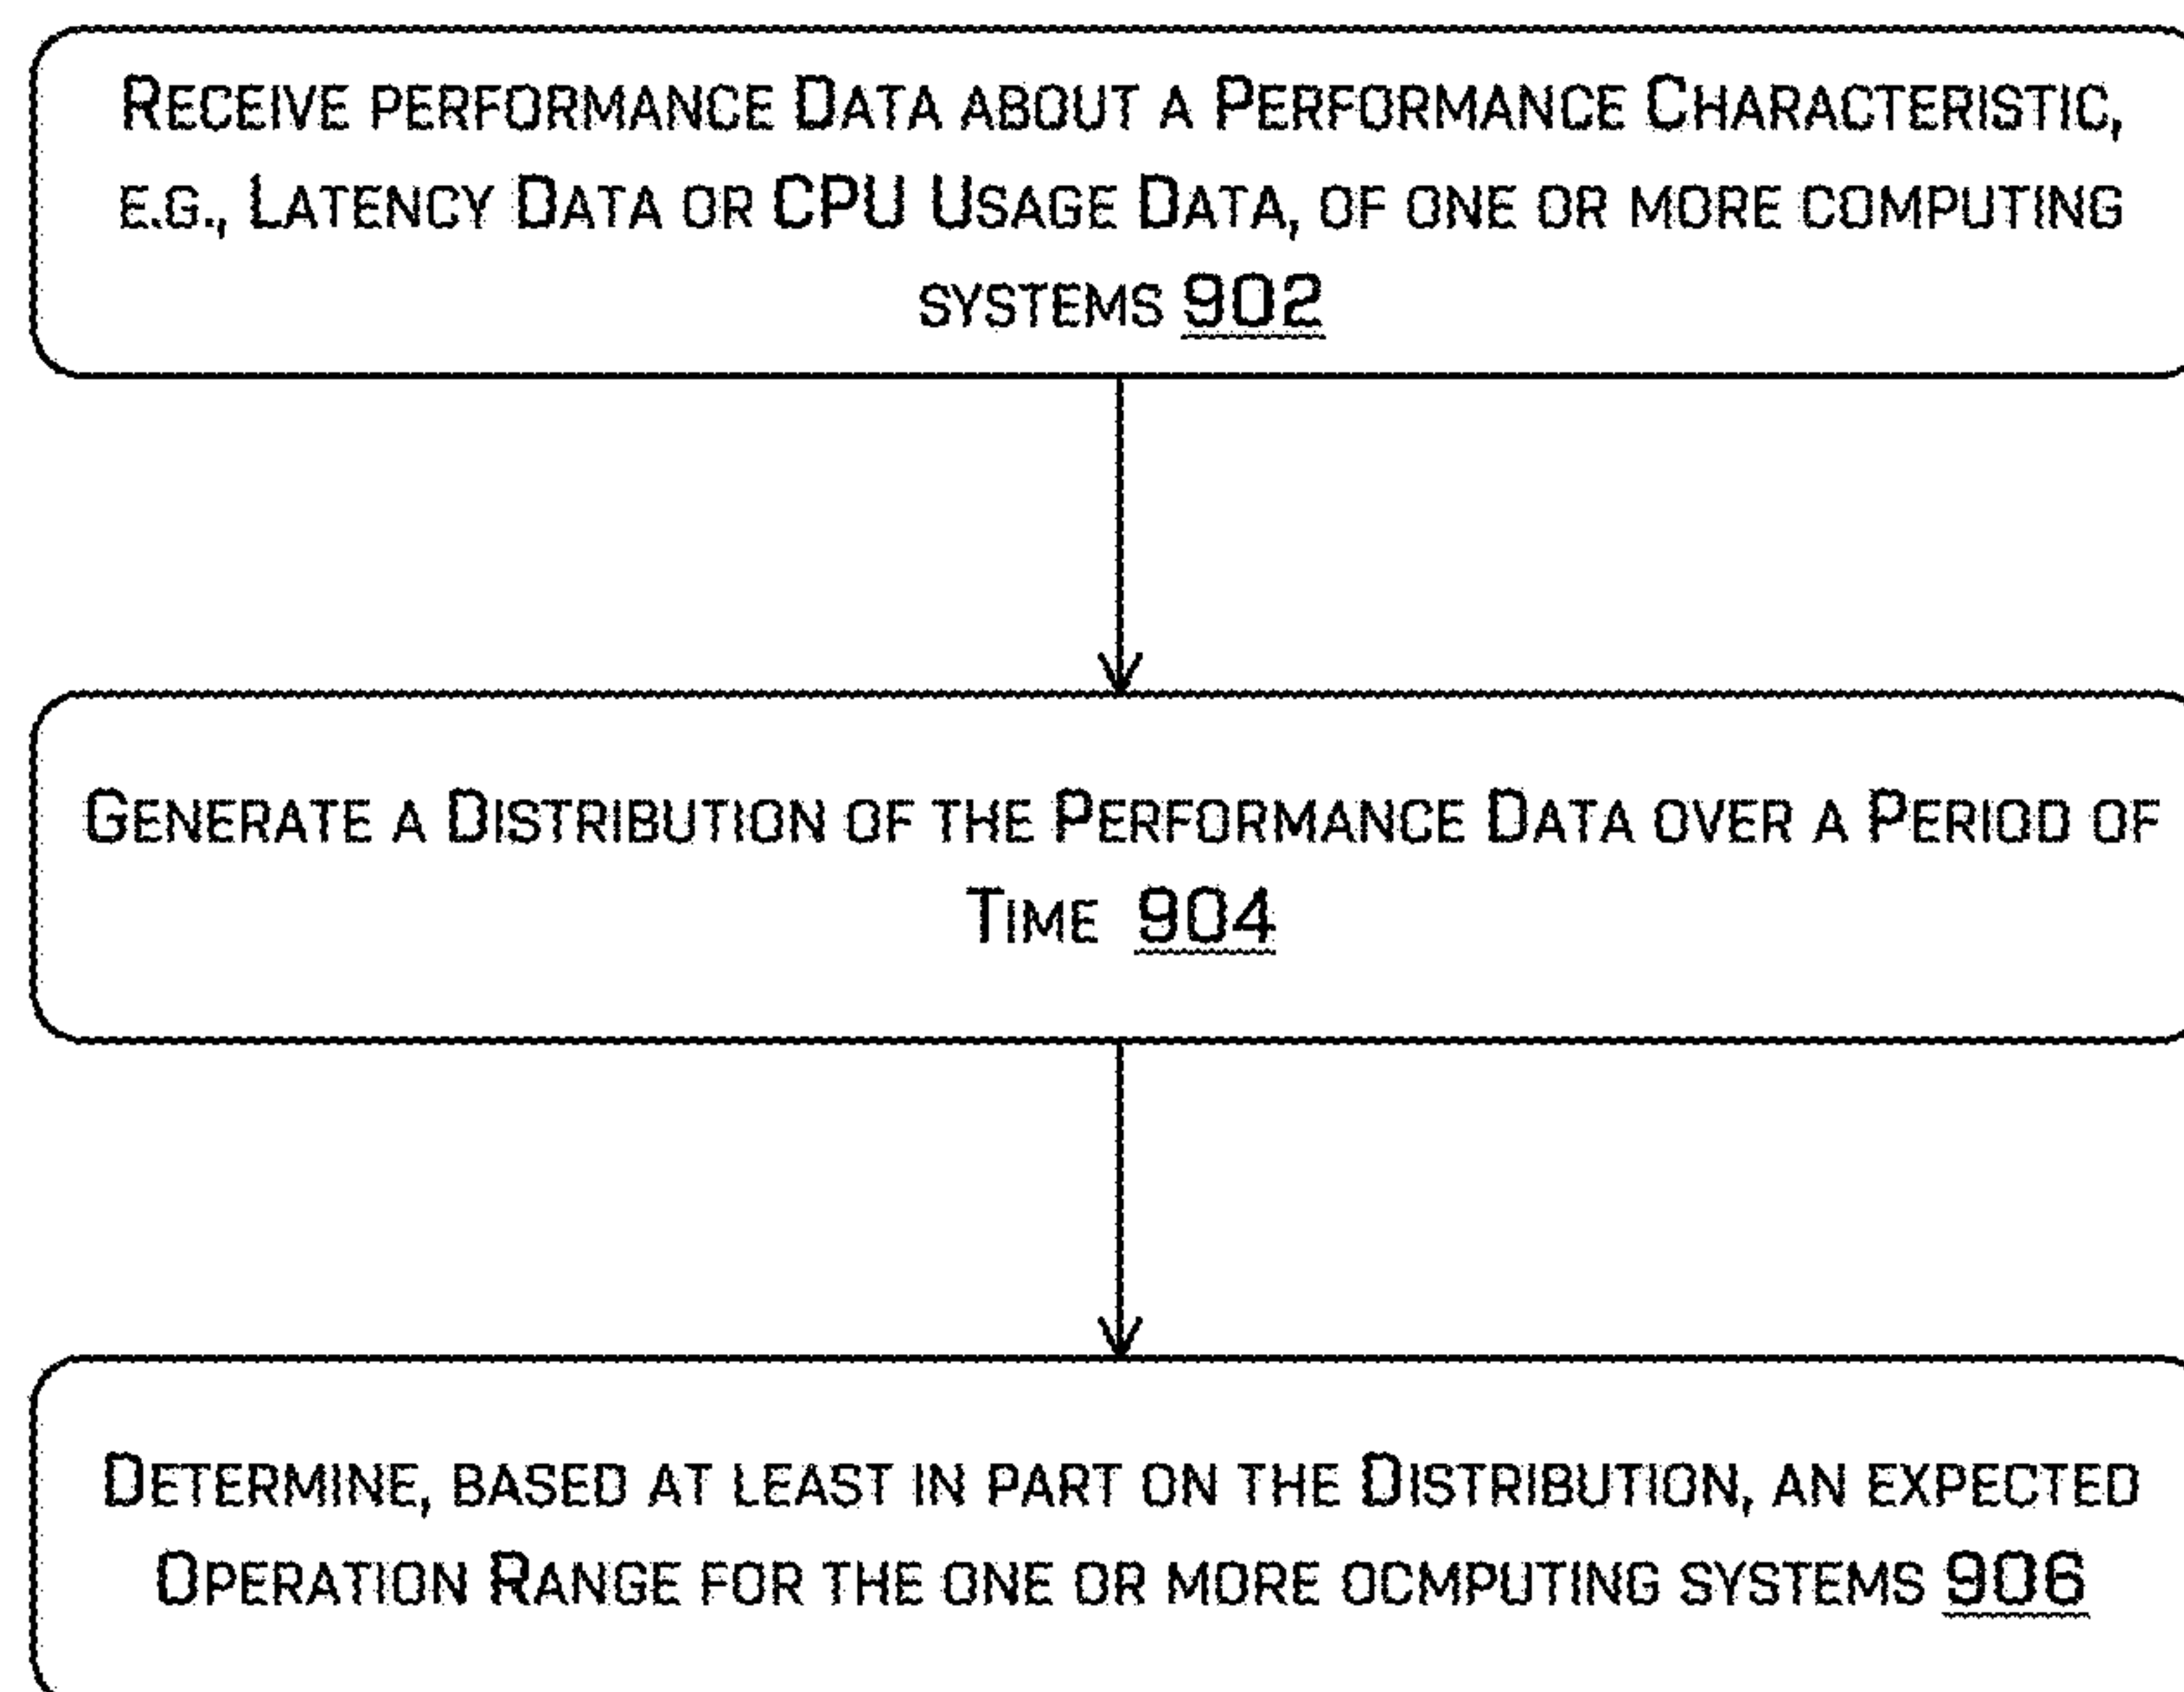 Receive performance Data about a Performance Characteristic,
e.g., Latency Data or CPU Usage Data, of one or more computing
systems 902
Generate a Distribution of the Performance Data over a Period of
Time 904
Determine, based at least in part on the Distribution, an expected
Operation Range for the one or more ocmputing systems 906